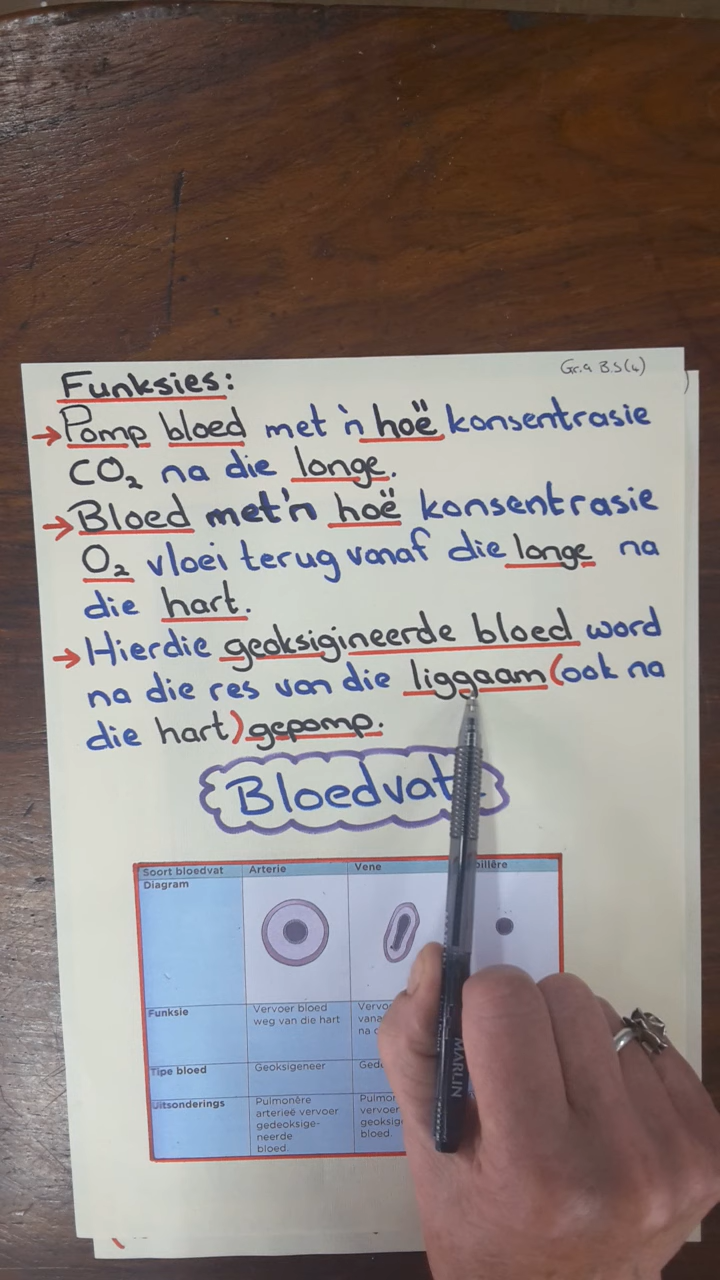 Gr.9 B.S(4)
Funksies:
→Pomp bloed met 'n hoë konsentrasie
CO₂ na die longe.
→Bloed met 'n hoë konsentrasie
O₂ vloei terug vanaf die longe na
die hart.
→Hierdie geoksigineerde bloed word
na die res van die liggaam (ook na
die hart) gepomp.
Soort bloedvat Arterie Vene
Diagram
Funksie
Vervoer bloed
weg van die hart
Tipe bloed Geoksigeneer
Uitsonderings
Pulmonêre
arterieë vervoer
gedeoksige-
neerde
bloed.
vervoer
bloed.
MARLIN